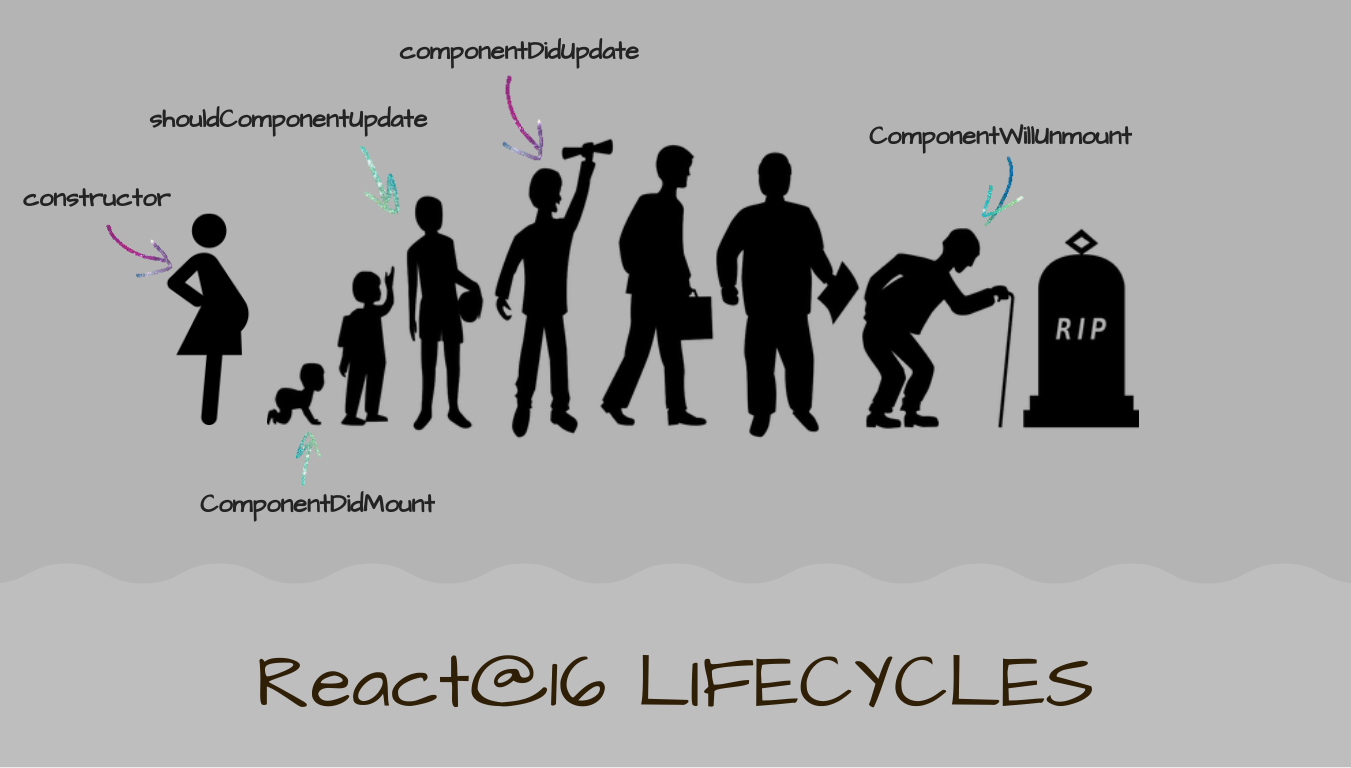 componentDidUpdate
shouldComponentUpdate
ComponentWillUnmount
constructor
RIP
ComponentDidMount
React@16 LIFECYCLES